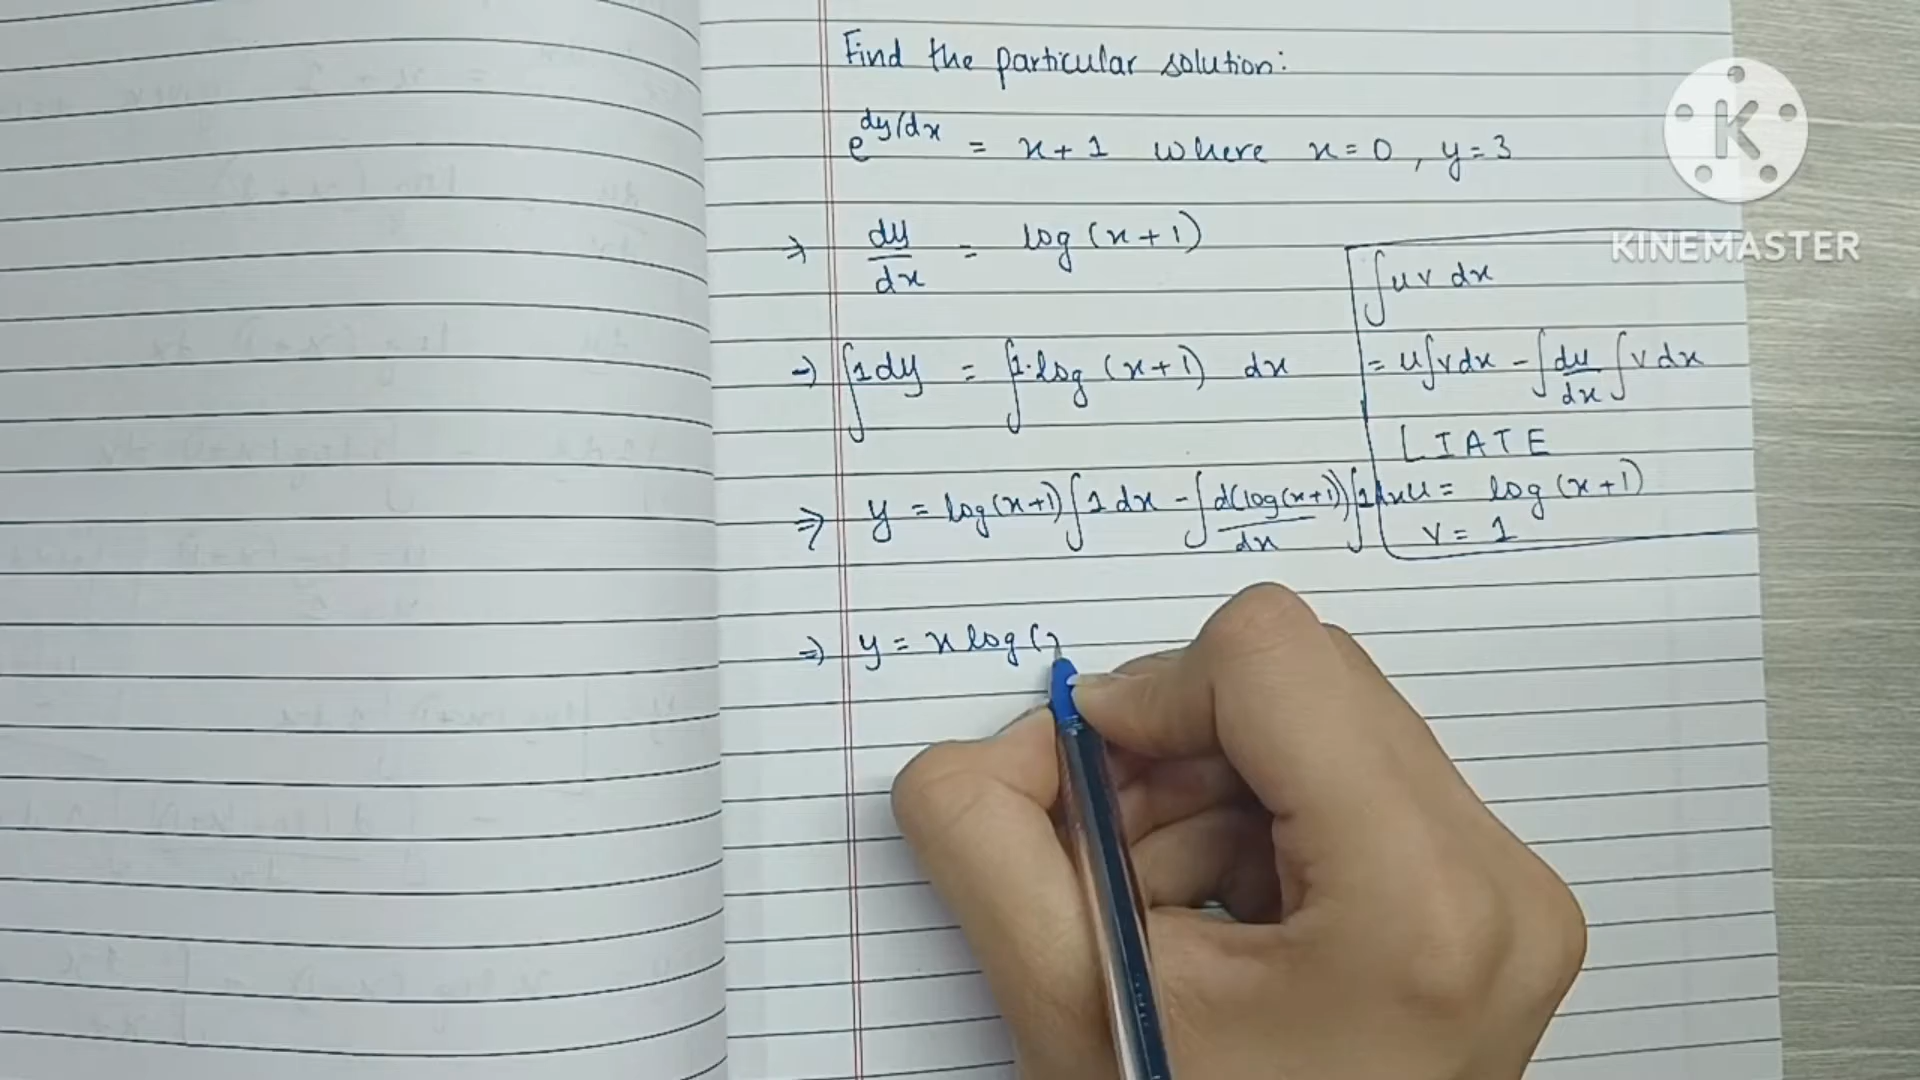 Find the particular solution:
e^dy/dx = x + 1 where x = 0 , y = 3
→ dy/dx = log (x + 1)
→ ∫1 dy = ∫1. log (x + 1) dx
⇒ y = log(x+1) ∫1 dx - ∫d(log(x+1))/dx ∫1 dx
⇒ y = x log (
∫uv dx
= u∫v dx - ∫du/dx ∫v dx
LIATE
u = log (x+1)
v = 1
K
KINEMASTER